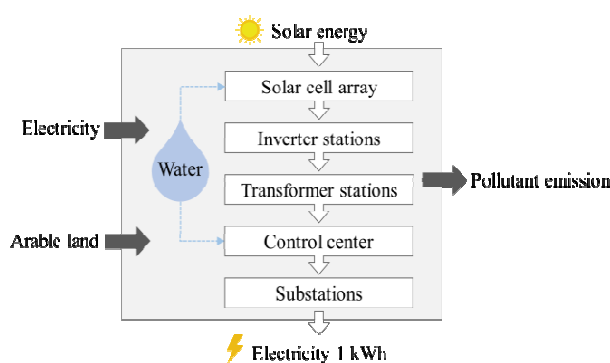 Solar energy
Solar cell array
Electricity
Inverter stations
Water
Transformer stations
Pollutant emission
Arable land
Control center
Substations
Electricity 1 kWh